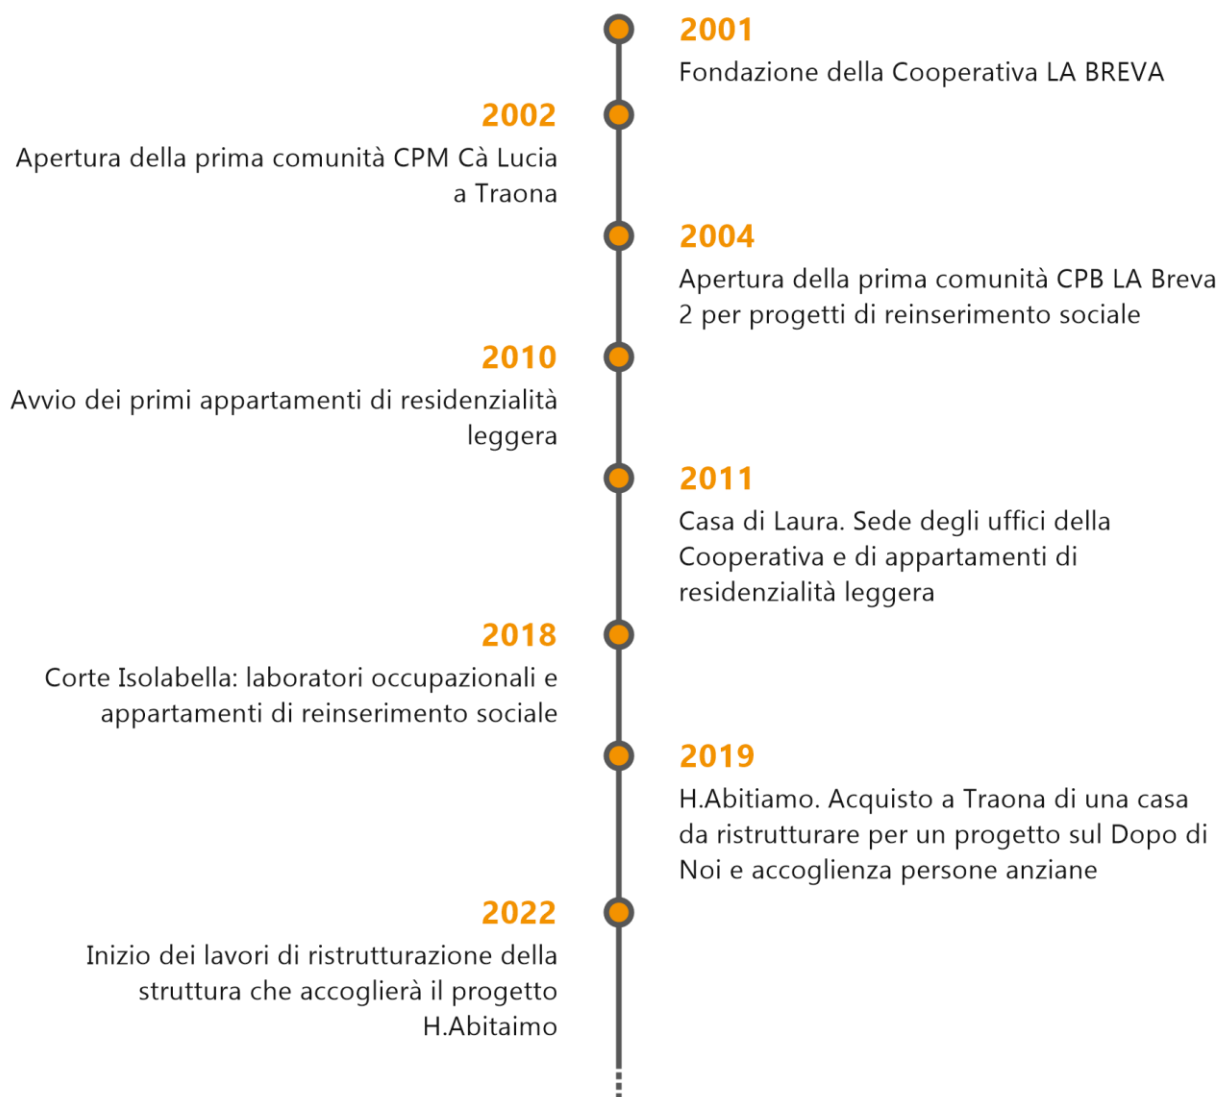 2001
Fondazione della Cooperativa LA BREVA
2002
Apertura della prima comunità CPM Cà Lucia
a Traona
2004
Apertura della prima comunità CPB LA Breva
2 per progetti di reinserimento sociale
2010
Avvio dei primi appartamenti di residenzialità
leggera
2011
Casa di Laura. Sede degli uffici della
Cooperativa e di appartamenti di
residenzialità leggera
2018
Corte Isolabella: laboratori occupazionali e
appartamenti di reinserimento sociale
2019
H.Abitiamo. Acquisto a Traona di una casa
da ristrutturare per un progetto sul Dopo di
Noi e accoglienza persone anziane
2022
Inizio dei lavori di ristrutturazione della
struttura che accoglierà il progetto
H.Abitaimo